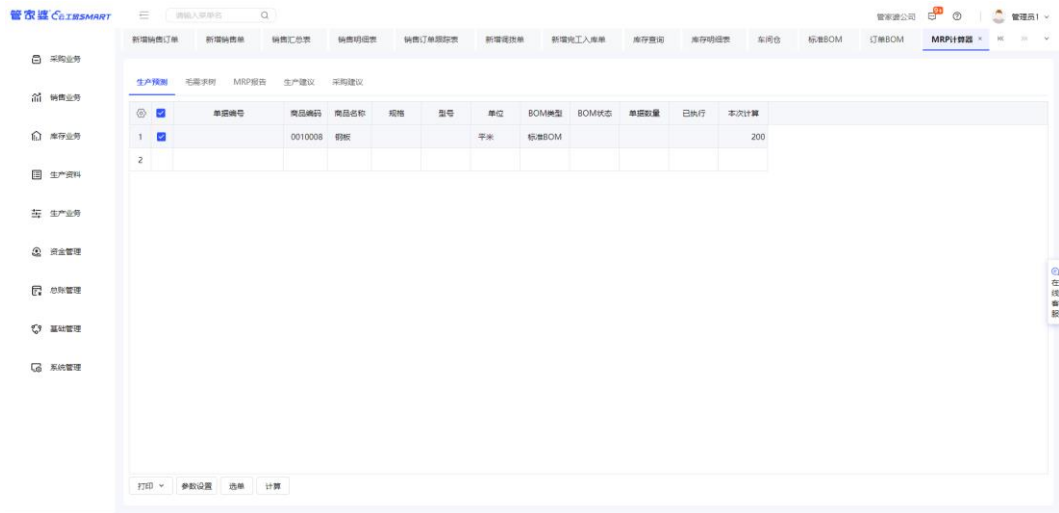 管家婆 工贸SMART 请输入菜单名 管家婆公司 9+ 管理员1
新增销售订单 新增销售单 销售汇总表 销售明细表 销售订单跟踪表 新增调拨单 新增完工入库单 库存查询 库存明细表 车间仓 标准BOM 订单BOM MRP计算器 ×
采购业务
销售业务
库存业务
生产资料
生产业务
资金管理
总账管理
基础管理
系统管理
生产预测 毛需求树 MRP报告 生产建议 采购建议
单据编号 商品编码 商品名称 规格 型号 单位 BOM类型 BOM状态 单据数量 已执行 本次计算
1 0010008 钢板 平米 标准BOM 200
2
在线客服
打印 参数设置 选单 计算